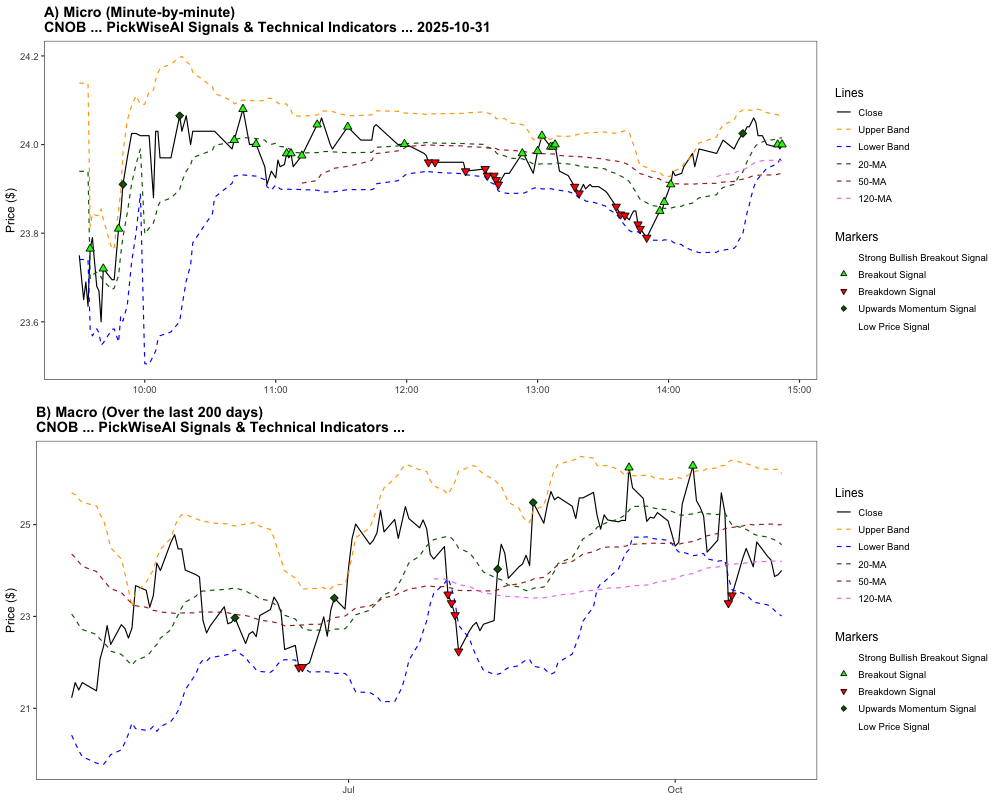 A) Micro (Minute-by-minute)
CNOB ... PickWiseAI Signals & Technical Indicators ... 2025-10-31
24.2
24.0
23.8
23.6
Price ($)
10:00
11:00
12:00
13:00
14:00
15:00
Lines
Close
Upper Band
Lower Band
20-MA
50-MA
120-MA
Markers
Strong Bullish Breakout Signal
Breakout Signal
Breakdown Signal
Upwards Momentum Signal
Low Price Signal
B) Macro (Over the last 200 days)
CNOB ... PickWiseAI Signals & Technical Indicators ...
25
23
21
Price ($)
Jul
Oct
Lines
Close
Upper Band
Lower Band
20-MA
50-MA
120-MA
Markers
Strong Bullish Breakout Signal
Breakout Signal
Breakdown Signal
Upwards Momentum Signal
Low Price Signal